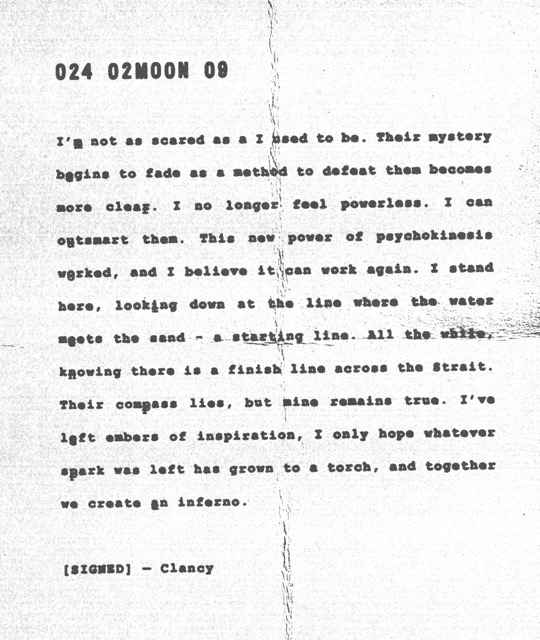 024 02MOON 09
I'm not as scared as a I used to be. Their mystery
begins to fade as a method to defeat them becomes
more clear. I no longer feel powerless. I can
outsmart them. This new power of psychokinesis
worked, and I believe it can work again. I stand
here, looking down at the line where the water
meets the sand - a starting line. All the while,
knowing there is a finish line across the Strait.
Their compass lies, but mine remains true. I've
left embers of inspiration, I only hope whatever
spark was left has grown to a torch, and together
we create an inferno.
[SIGNED] — Clancy